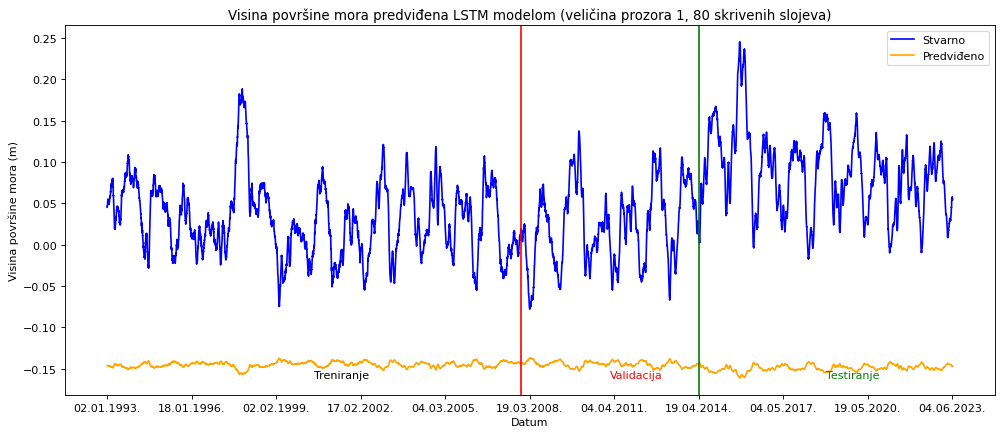 Visina površine mora predviđena LSTM modelom (veličina prozora 1, 80 skrivenih slojeva)
Stvarno
Predviđeno
Visina površine mora (m)
0.25
0.20
0.15
0.10
0.05
0.00
−0.05
−0.10
−0.15
Treniranje
Validacija
Testiranje
02.01.1993.
18.01.1996.
02.02.1999.
17.02.2002.
04.03.2005.
19.03.2008.
04.04.2011.
19.04.2014.
04.05.2017.
19.05.2020.
04.06.2023.
Datum